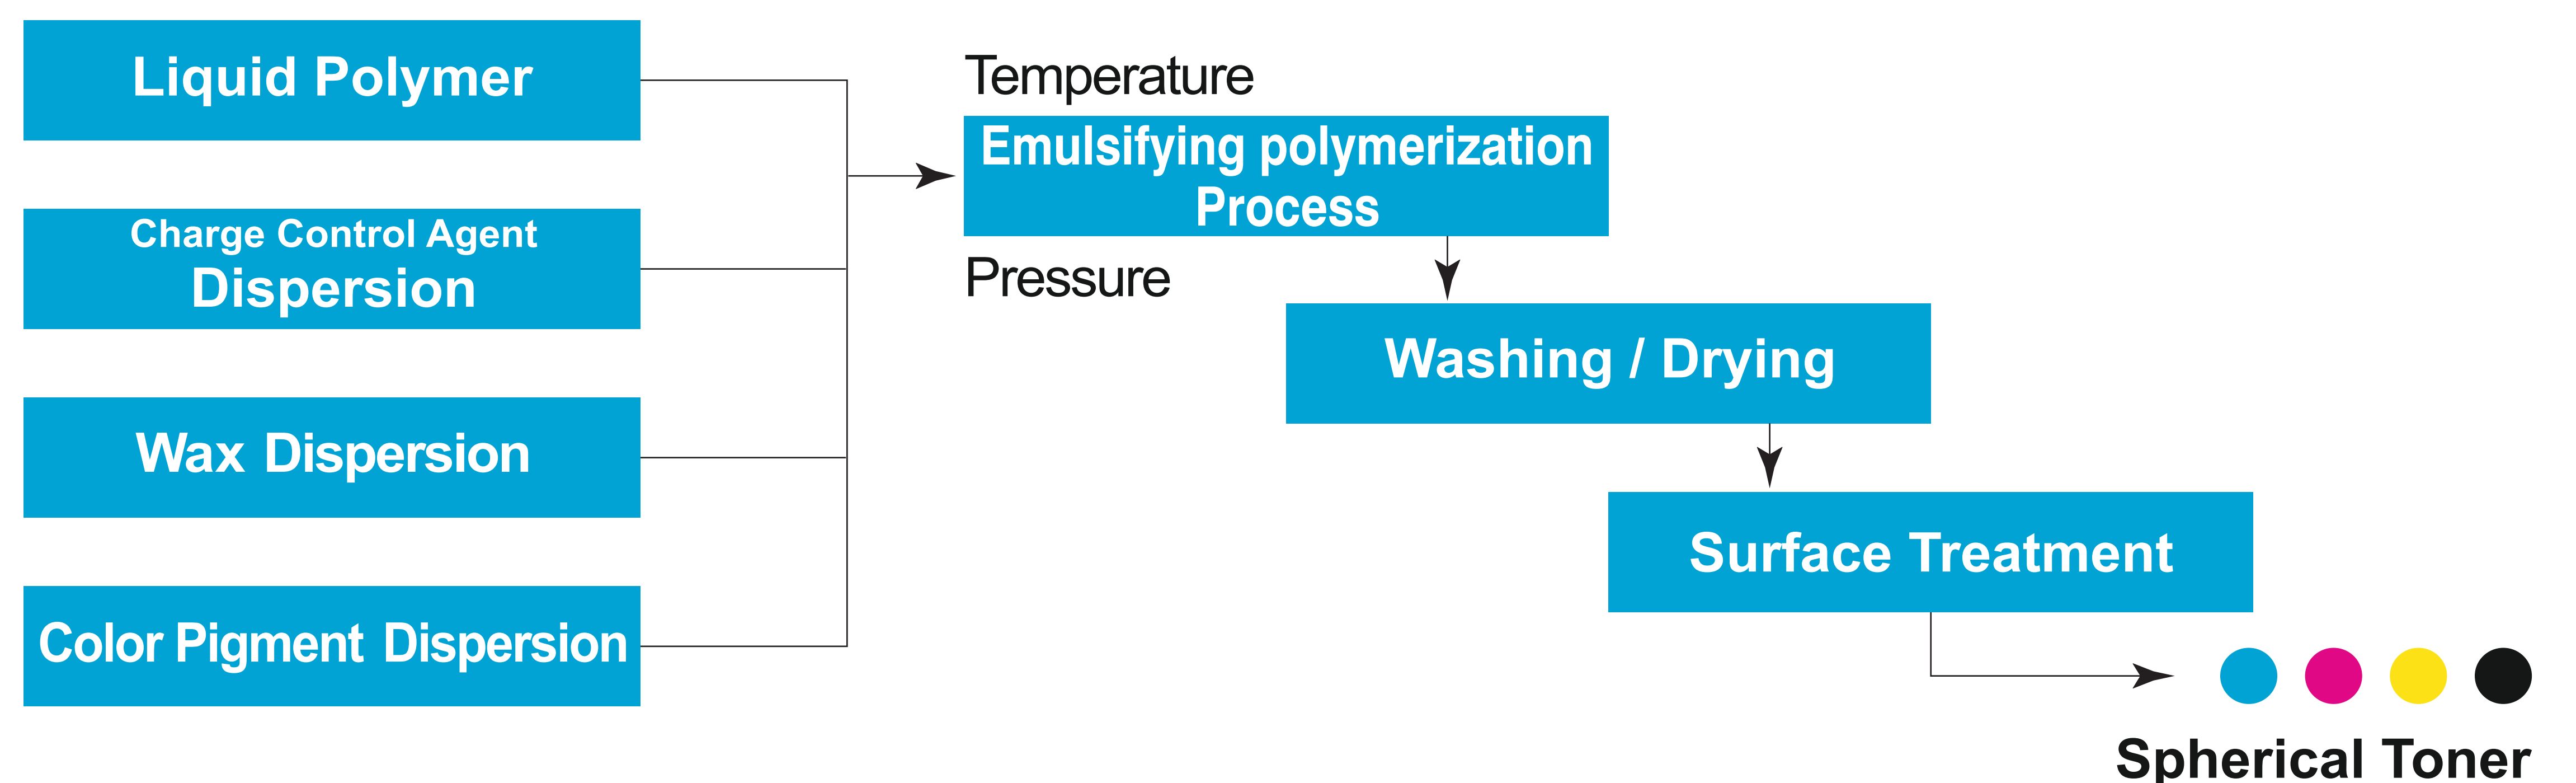 Liquid Polymer
Charge Control Agent
Dispersion
Wax Dispersion
Color Pigment Dispersion
Temperature
Emulsifying polymerization
Process
Pressure
Washing / Drying
Surface Treatment
Spherical Toner